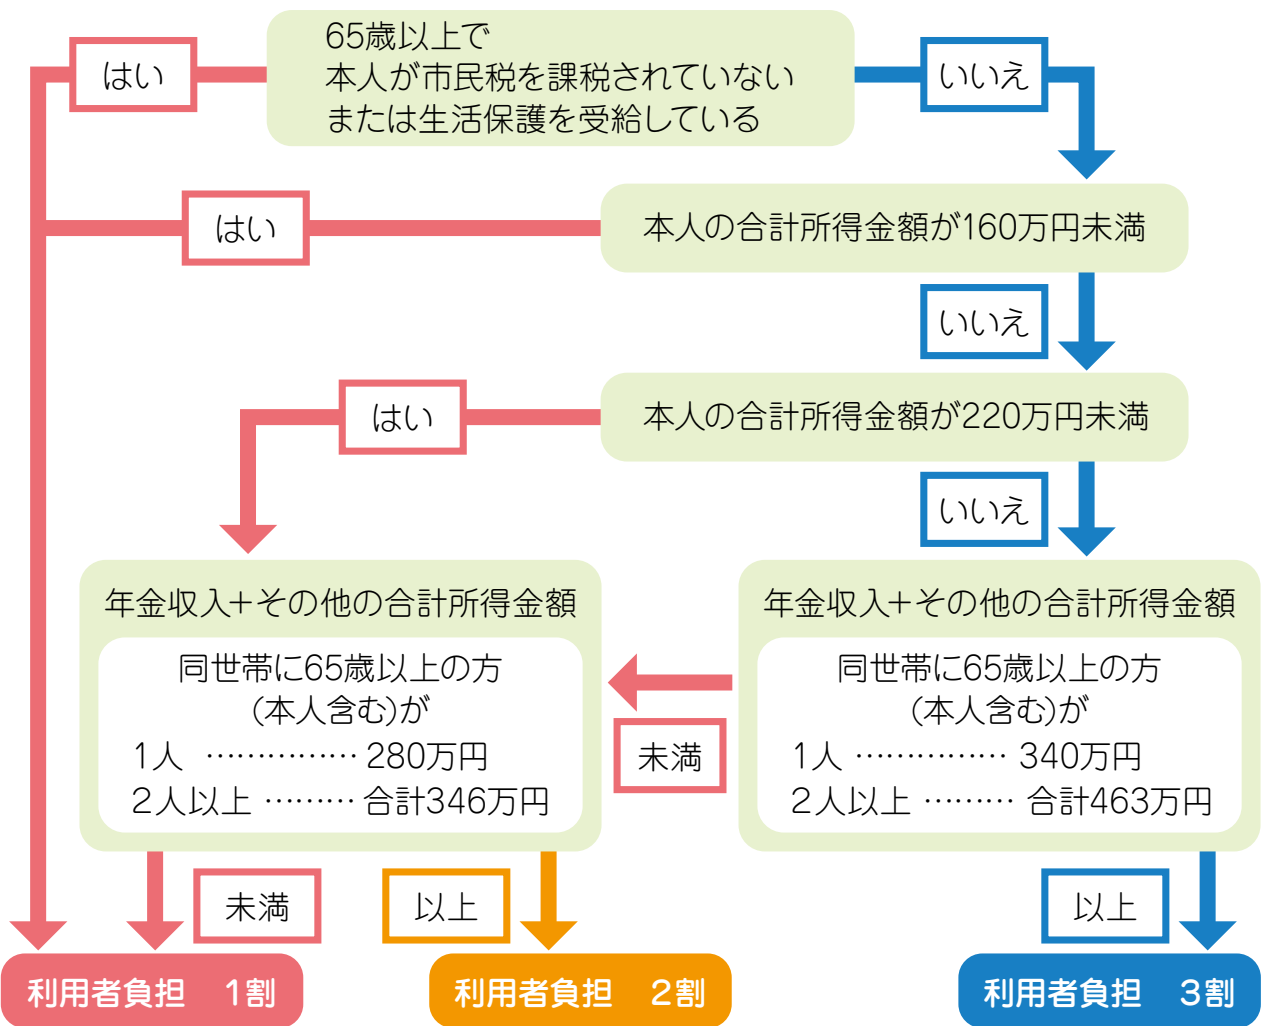 65歳以上で
本人が市民税を課税されていない
または生活保護を受給している
はい
いいえ
本人の合計所得金額が160万円未満
はい
いいえ
本人の合計所得金額が220万円未満
はい
いいえ
年金収入+その他の合計所得金額
同世帯に65歳以上の方
(本人含む)が
1人 …………… 280万円
2人以上 ……… 合計346万円
未満
年金収入+その他の合計所得金額
同世帯に65歳以上の方
(本人含む)が
1人 …………… 340万円
2人以上 ……… 合計463万円
未満
以上
以上
利用者負担 1割
利用者負担 2割
利用者負担 3割